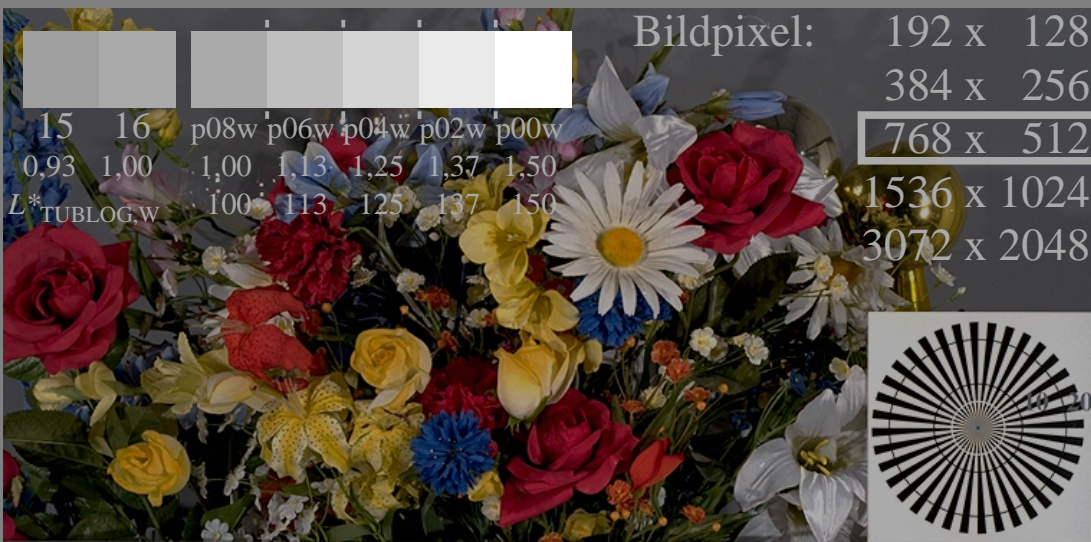 Bildpixel: 192 x 128
384 x 256
768 x 512
1536 x 1024
3072 x 2048
15 16 p08w p06w p04w p02w p00w
0,93 1,00 1,00 1,13 1,25 1,37 1,50
L*TUBLOG,W 100 113 125 137 150
10 20